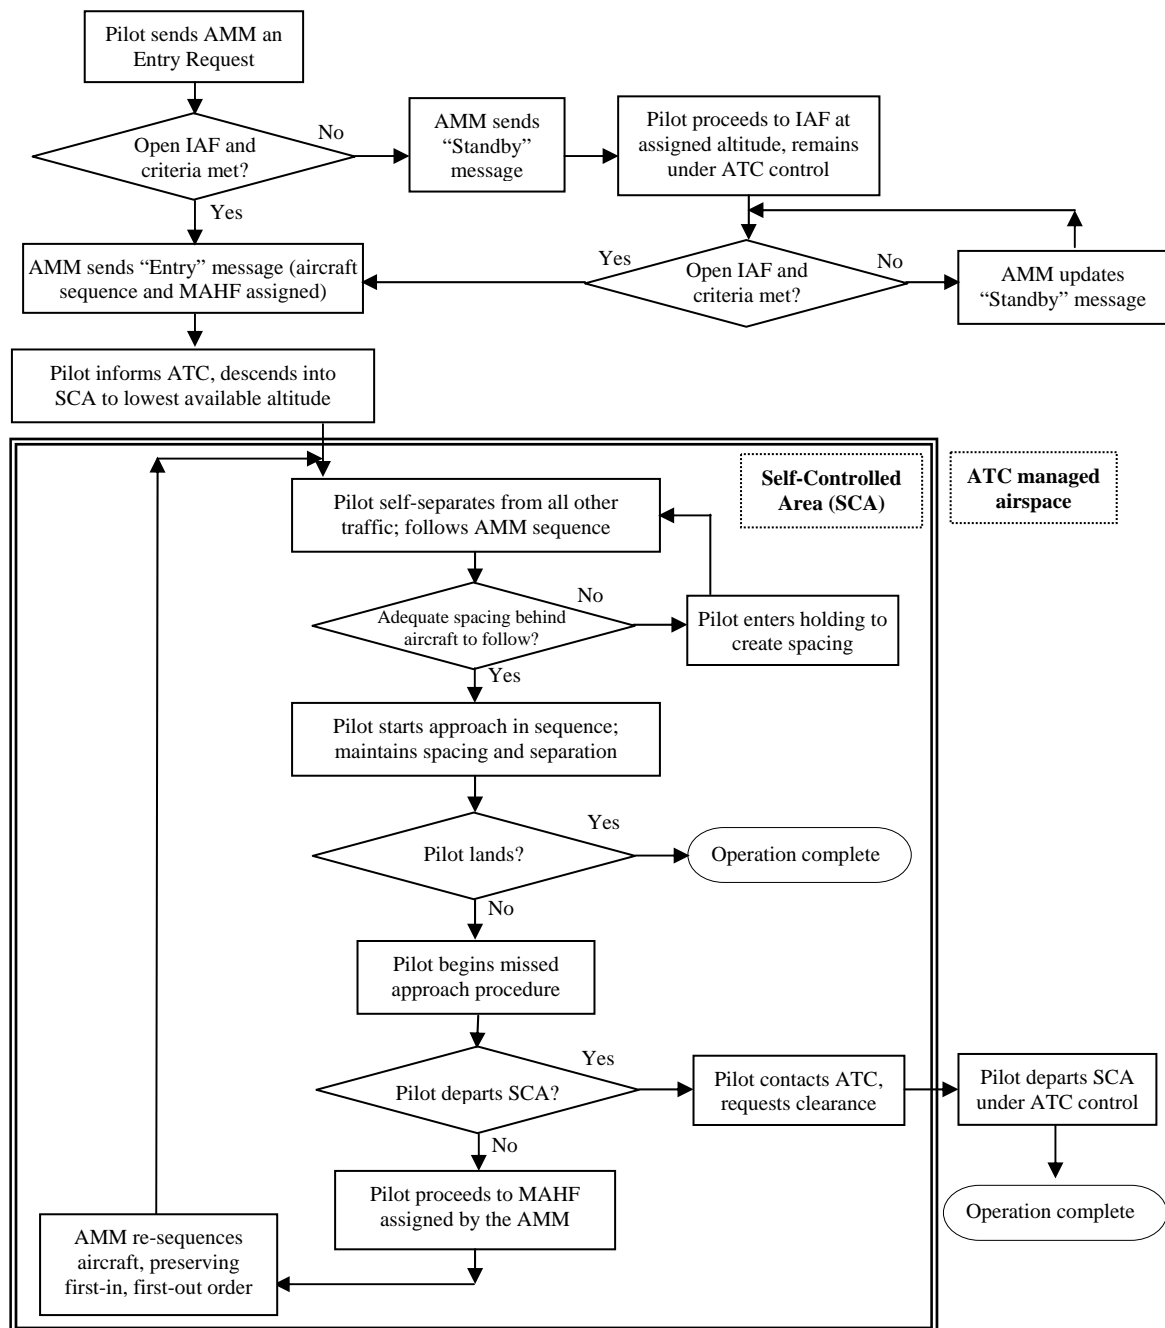 Pilot sends AMM an
Entry Request
Open IAF and
criteria met?
No
AMM sends
“Standby”
message
Pilot proceeds to IAF at
assigned altitude, remains
under ATC control
Yes
AMM sends “Entry” message (aircraft
sequence and MAHF assigned)
Yes
Open IAF and
criteria met?
No
AMM updates
“Standby” message
Pilot informs ATC, descends into
SCA to lowest available altitude
Self-Controlled
Area (SCA)
ATC managed
airspace
Pilot self-separates from all other
traffic; follows AMM sequence
Adequate spacing behind
aircraft to follow?
No
Pilot enters holding to
create spacing
Yes
Pilot starts approach in sequence;
maintains spacing and separation
Pilot lands?
Yes
Operation complete
No
Pilot begins missed
approach procedure
Pilot departs SCA?
Yes
Pilot contacts ATC,
requests clearance
Pilot departs SCA
under ATC control
Operation complete
No
Pilot proceeds to MAHF
assigned by the AMM
AMM re-sequences
aircraft, preserving
first-in, first-out order